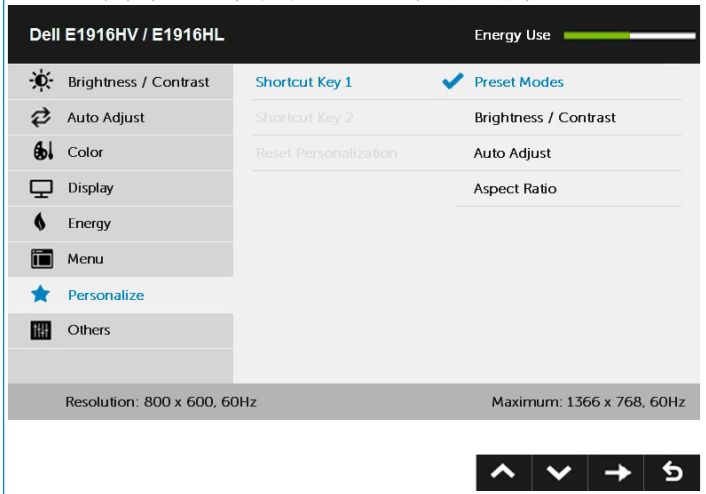 Dell E1916HV / E1916HL
Energy Use
Brightness / Contrast
Shortcut Key 1
Preset Modes
Auto Adjust
Shortcut Key 2
Brightness / Contrast
Color
Reset Personalization
Auto Adjust
Display
Aspect Ratio
Energy
Menu
Personalize
Others
Resolution: 800 x 600, 60Hz
Maximum: 1366 x 768, 60Hz